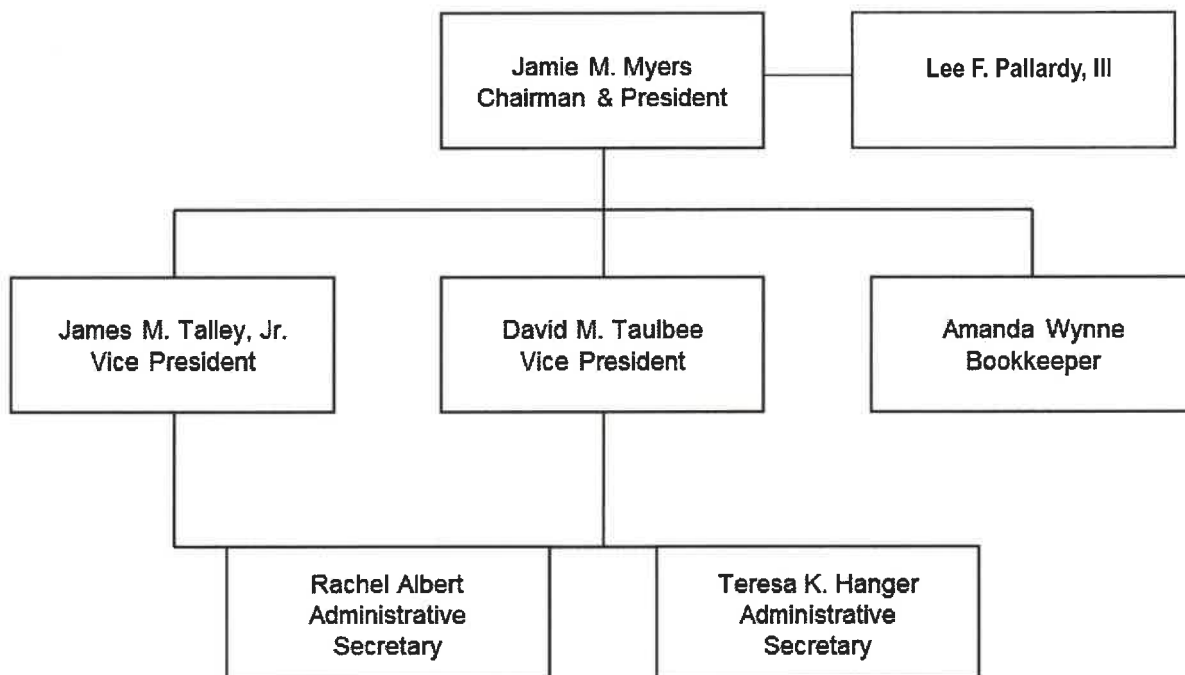 Jamie M. Myers
Chairman & President
Lee F. Pallardy, III
James M. Talley, Jr.
Vice President
David M. Taulbee
Vice President
Amanda Wynne
Bookkeeper
Rachel Albert
Administrative
Secretary
Teresa K. Hanger
Administrative
Secretary